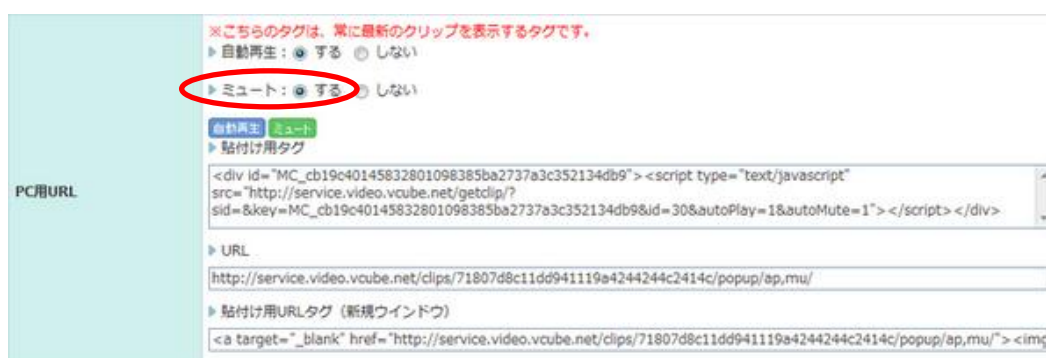 ※こちらのタグは、常に最新のクリップを表示するタグです。
自動再生： する しない
ミュート： する しない
自動再生 ミュート
貼付け用タグ
PC用URL
<div id="MC_cb19c40145832801098385ba2737a3c352134db9"><script type="text/javascript"
src="http://service.video.vcube.net/getclip/?
sid=&key=MC_cb19c40145832801098385ba2737a3c352134db9&id=30&autoPlay=1&autoMute=1"></script></div>
URL
http://service.video.vcube.net/clips/71807d8c11dd941119a4244244c2414c/popup/ap,mu/
貼付け用URLタグ（新規ウインドウ）
<a target="_blank" href="http://service.video.vcube.net/clips/71807d8c11dd941119a4244244c2414c/popup/ap,mu/"><img